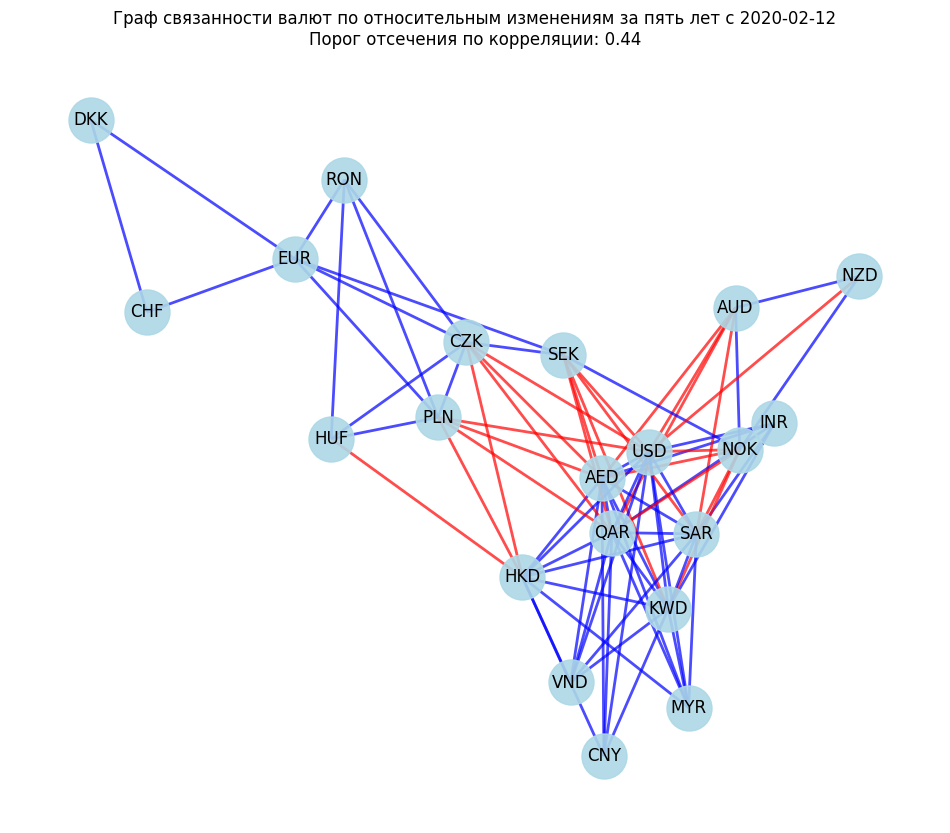 Граф связанности валют по относительным изменениям за пять лет с 2020-02-12
Порог отсечения по корреляции: 0.44
DKK
RON
EUR
NZD
CHF
AUD
CZK
SEK
PLN
INR
HUF
USD
NOK
AED
QAR
SAR
HKD
KWD
VND
MYR
CNY